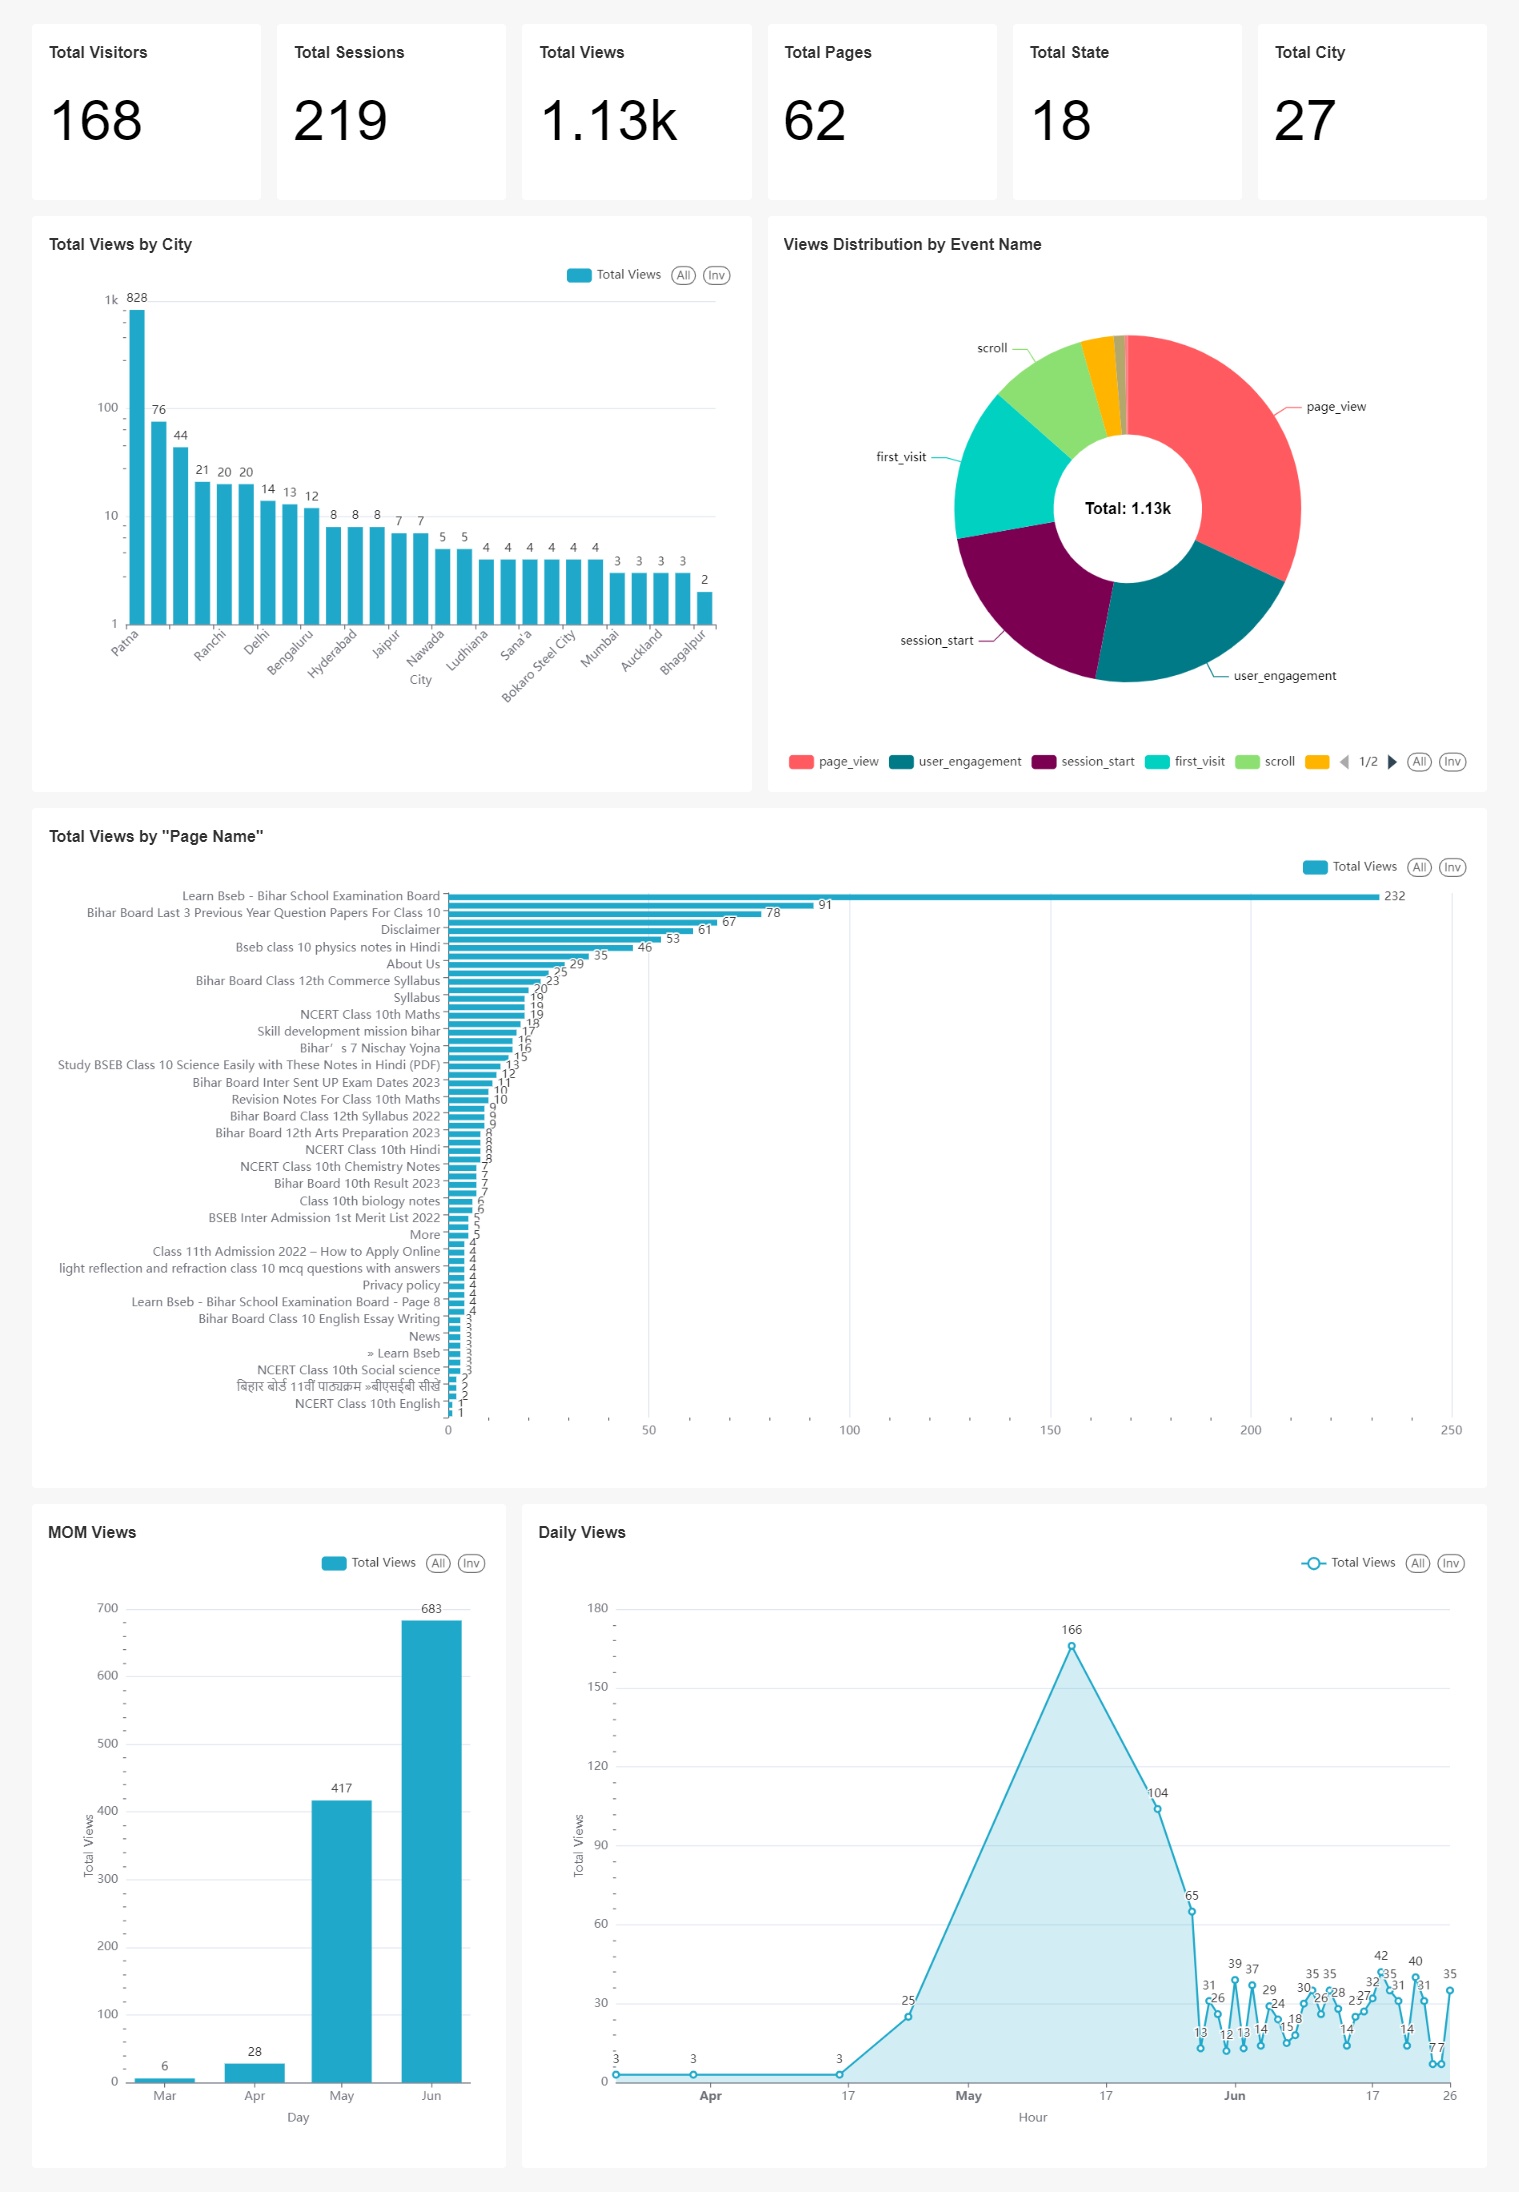 Total Visitors
168
Total Sessions
219
Total Views
1.13k
Total Pages
62
Total State
18
Total City
27
Total Views by City
Total Views All Inv
1k
100
10
1
828 76 44 21 20 20 14 13 12 8 8 8 7 7 5 5 4 4 4 4 4 4 3 3 3 3 2
Patna Ranchi Delhi Bengaluru Hyderabad Jaipur Nawada Ludhiana Sana'a Bokaro Steel City Mumbai Auckland Bhagalpur
City
Views Distribution by Event Name
scroll
page_view
first_visit
Total: 1.13k
session_start
user_engagement
page_view user_engagement session_start first_visit scroll 1/2 All Inv
Total Views by "Page Name"
Total Views All Inv
Learn Bseb - Bihar School Examination Board 232
91
Bihar Board Last 3 Previous Year Question Papers For Class 10 78
67
Disclaimer 61
53
Bseb class 10 physics notes in Hindi 46
35
About Us 29
25
Bihar Board Class 12th Commerce Syllabus 23
20
Syllabus 19
19
NCERT Class 10th Maths 19
18
Skill development mission bihar 17
16
Bihar’s 7 Nischay Yojna 16
15
Study BSEB Class 10 Science Easily with These Notes in Hindi (PDF) 13
12
Bihar Board Inter Sent UP Exam Dates 2023 11
10
Revision Notes For Class 10th Maths 10
9
Bihar Board Class 12th Syllabus 2022 9
9
Bihar Board 12th Arts Preparation 2023 8
8
NCERT Class 10th Hindi 8
8
NCERT Class 10th Chemistry Notes 7
7
Bihar Board 10th Result 2023 7
7
Class 10th biology notes 6
6
BSEB Inter Admission 1st Merit List 2022 5
5
More 5
4
Class 11th Admission 2022 – How to Apply Online 4
4
light reflection and refraction class 10 mcq questions with answers 4
4
Privacy policy 4
4
Learn Bseb - Bihar School Examination Board - Page 8 4
4
Bihar Board Class 10 English Essay Writing 3
3
News 3
3
» Learn Bseb 3
3
NCERT Class 10th Social science 3
2
बिहार बोर्ड 11वीं पाठ्यक्रम »बीएसईबी सीखें 2
2
NCERT Class 10th English 1
1
0 50 100 150 200 250
MOM Views
Total Views All Inv
700
600
500
400
300
200
100
0
Total Views
6 28 417 683
Mar Apr May Jun
Day
Daily Views
Total Views All Inv
180
150
120
90
60
30
0
Total Views
3 3 3 25 166 104 65 13 31 26 12 39 13 37 14 29 24 15 18 30 35 26 35 28 14 25 27 32 42 35 31 14 40 31 7 7 35
Apr 17 May 17 Jun 17 26
Hour